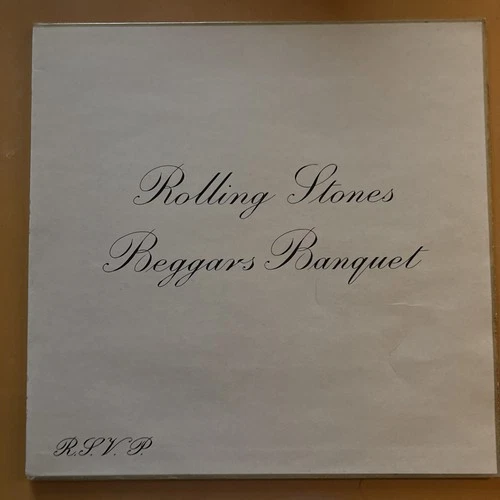 Rolling Stones
Beggars Banquet
R.S.V.P.